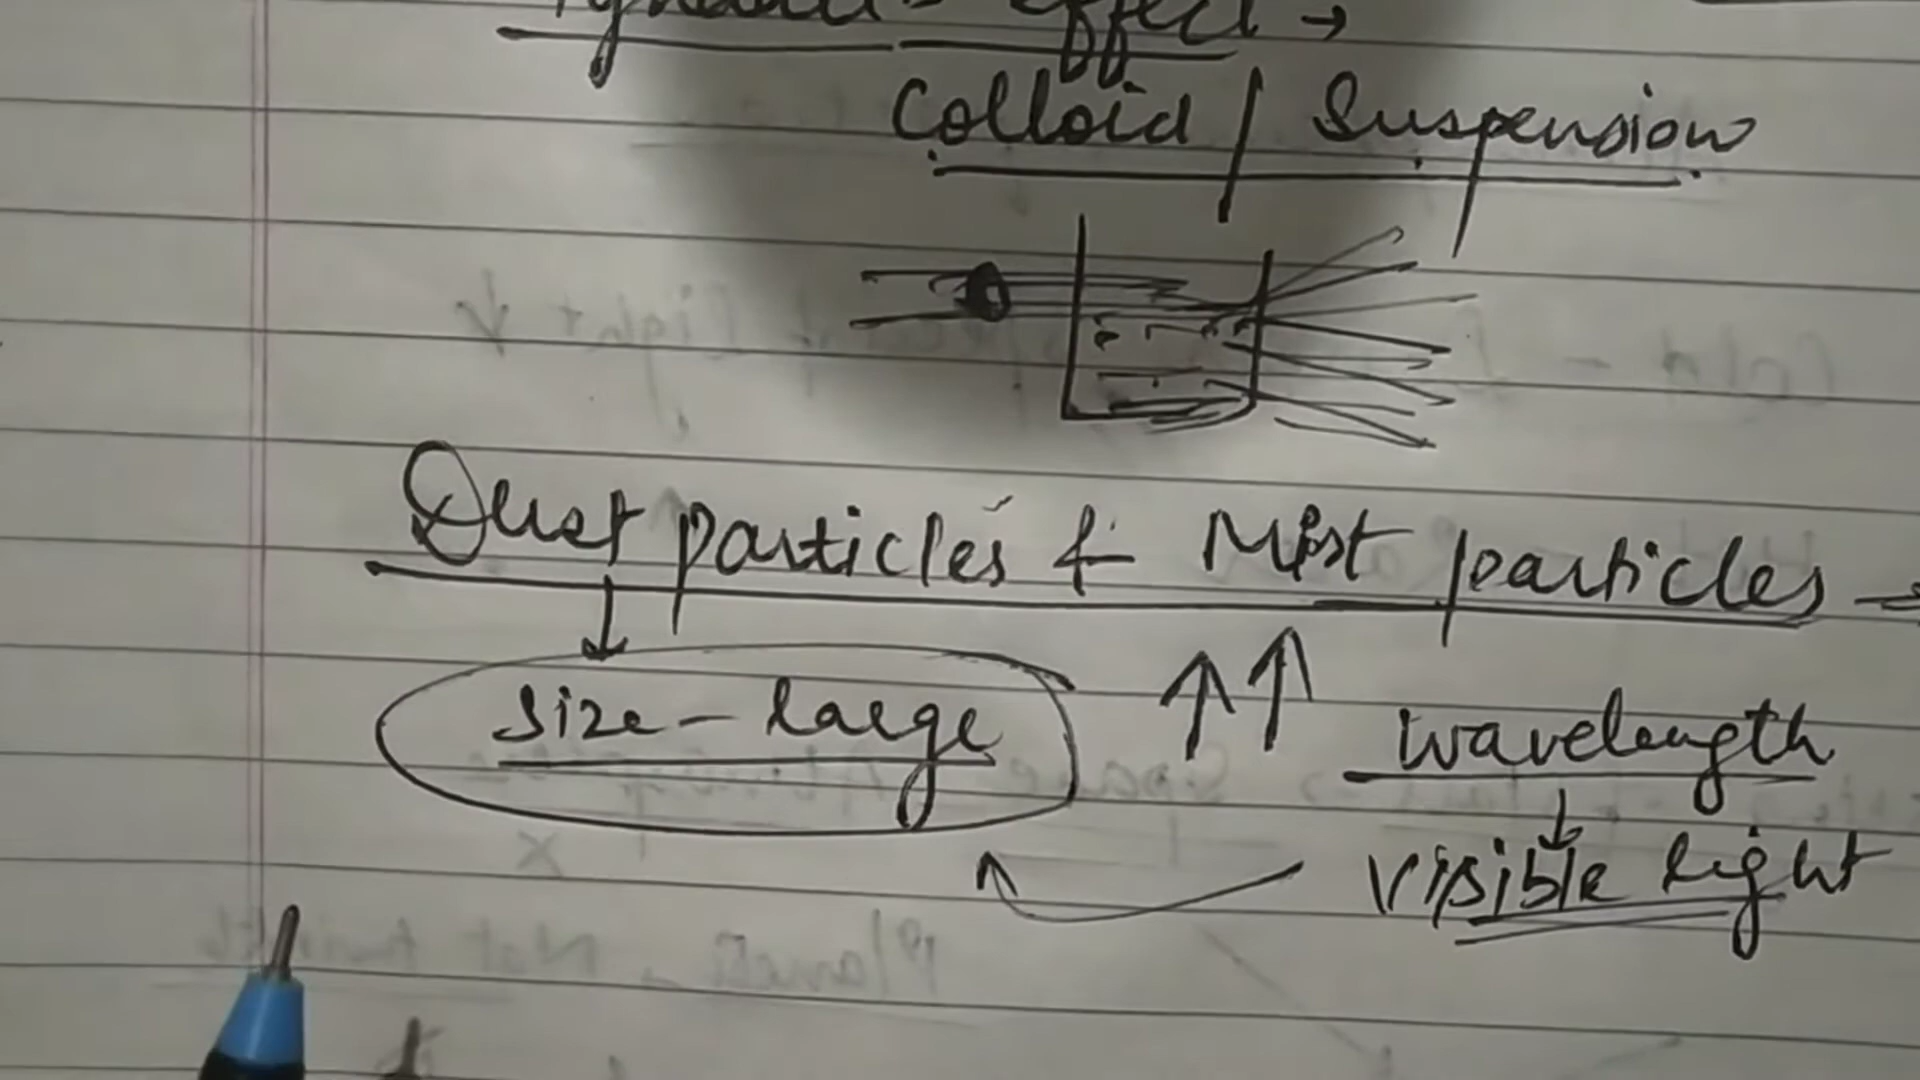 effect →
Colloid / Suspension
Dust particles & Mist particles →
size - large ↑↑ wavelength
visible light